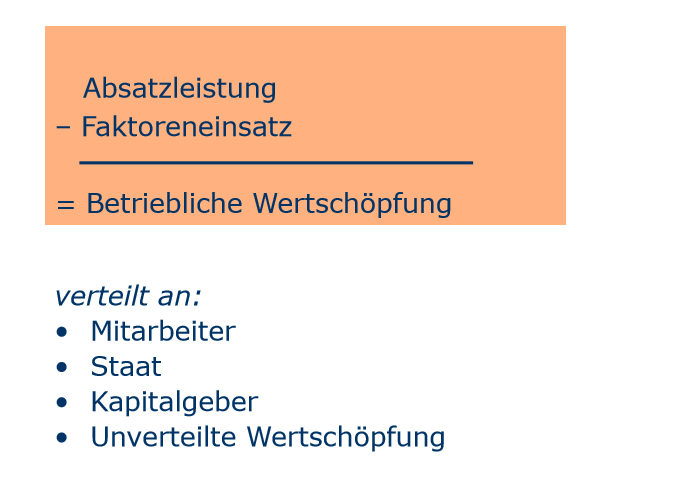 Absatzleistung
– Faktoreneinsatz
= Betriebliche Wertschöpfung
verteilt an:
• Mitarbeiter
• Staat
• Kapitalgeber
• Unverteilte Wertschöpfung